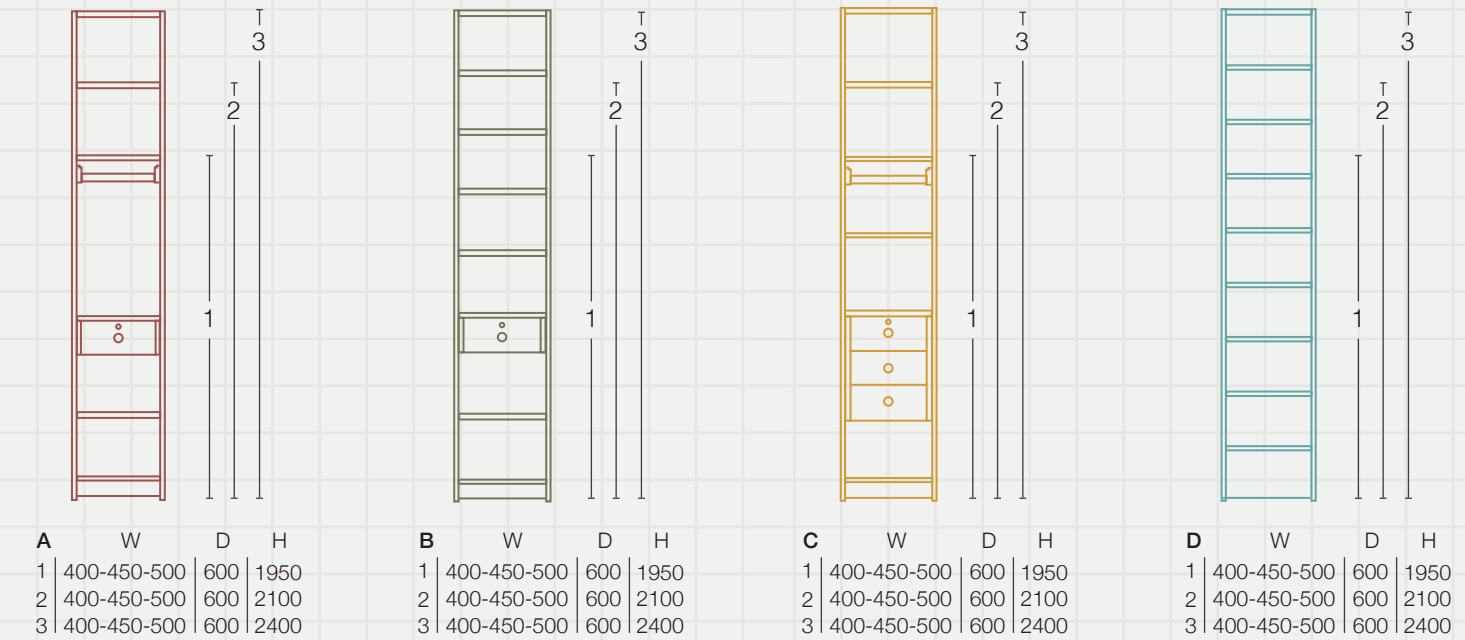 3 3 3 3
2 2 2 2
1 1 1 1
A W D H B W D H C W D H D W D H
1 400-450-500 600 1950 1 400-450-500 600 1950 1 400-450-500 600 1950 1 400-450-500 600 1950
2 400-450-500 600 2100 2 400-450-500 600 2100 2 400-450-500 600 2100 2 400-450-500 600 2100
3 400-450-500 600 2400 3 400-450-500 600 2400 3 400-450-500 600 2400 3 400-450-500 600 2400